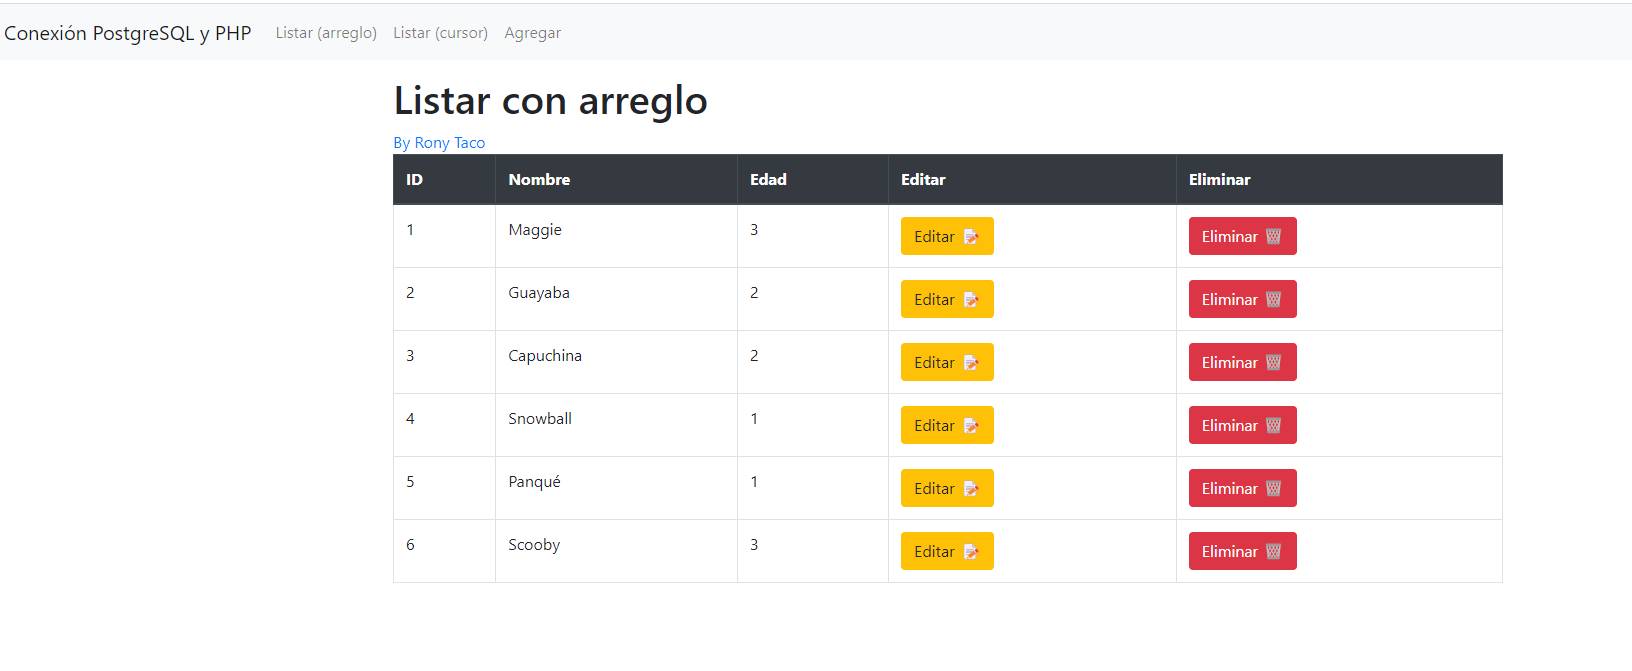 Conexión PostgreSQL y PHP Listar (arreglo) Listar (cursor) Agregar
Listar con arreglo
By Rony Taco
ID Nombre Edad Editar Eliminar
1 Maggie 3 Editar Eliminar
2 Guayaba 2 Editar Eliminar
3 Capuchina 2 Editar Eliminar
4 Snowball 1 Editar Eliminar
5 Panqué 1 Editar Eliminar
6 Scooby 3 Editar Eliminar